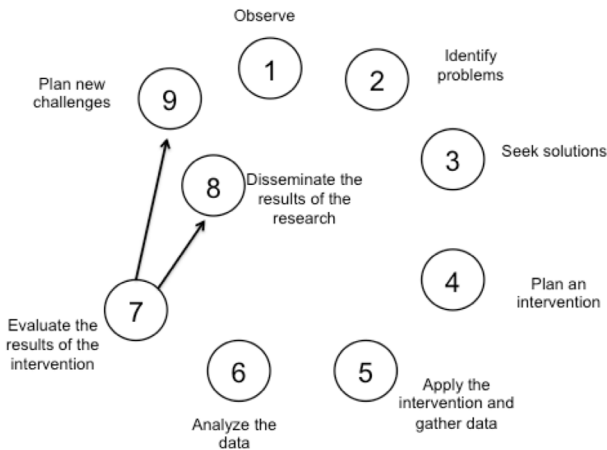 Observe
1
2
Identify
problems
3
Seek solutions
4
Plan an
intervention
5
Apply the
intervention and
gather data
6
Analyze the
data
7
Evaluate the
results of the
intervention
8
Disseminate the
results of the
research
9
Plan new
challenges